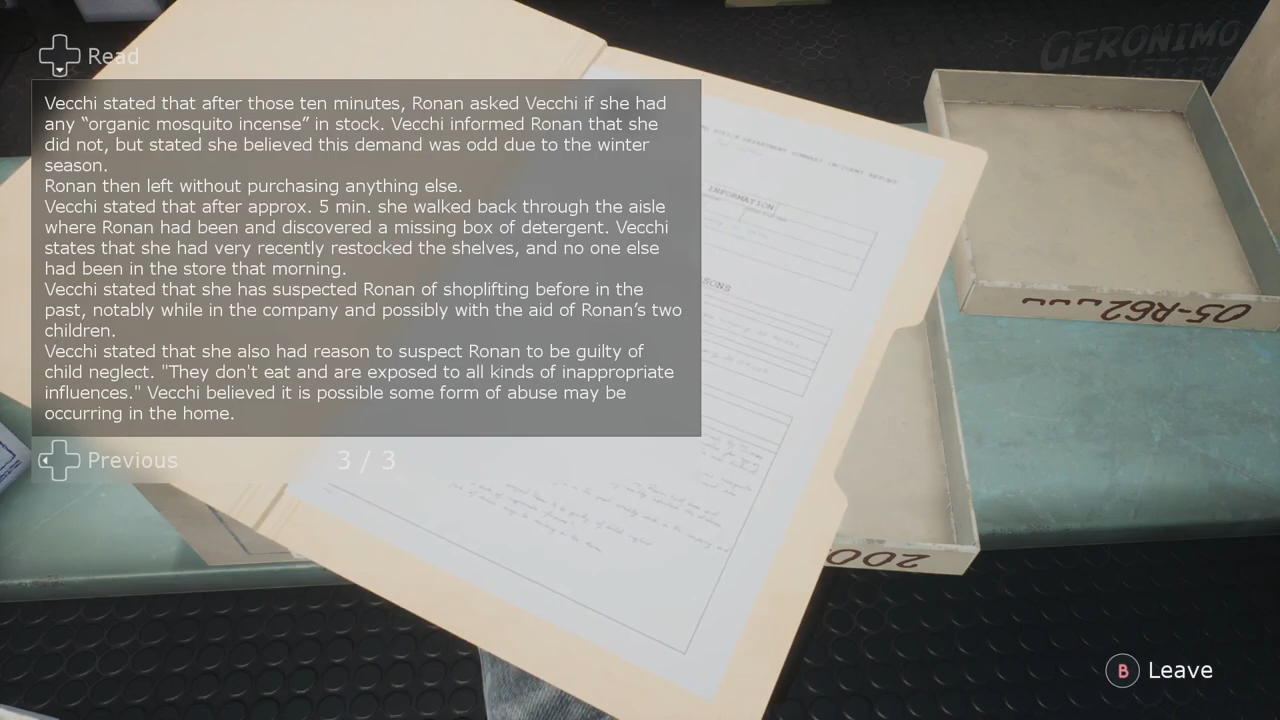 GERONIMO
Read
Vecchi stated that after those ten minutes, Ronan asked Vecchi if she had
any “organic mosquito incense” in stock. Vecchi informed Ronan that she
did not, but stated she believed this demand was odd due to the winter
season.
Ronan then left without purchasing anything else.
Vecchi stated that after approx. 5 min. she walked back through the aisle
where Ronan had been and discovered a missing box of detergent. Vecchi
states that she had very recently restocked the shelves, and no one else
had been in the store that morning.
Vecchi stated that she has suspected Ronan of shoplifting before in the
past, notably while in the company and possibly with the aid of Ronan’s two
children.
Vecchi stated that she also had reason to suspect Ronan to be guilty of
child neglect. "They don't eat and are exposed to all kinds of inappropriate
influences." Vecchi believed it is possible some form of abuse may be
occurring in the home.
INFORMATION
05-R62
Previous
3 / 3
200
B Leave